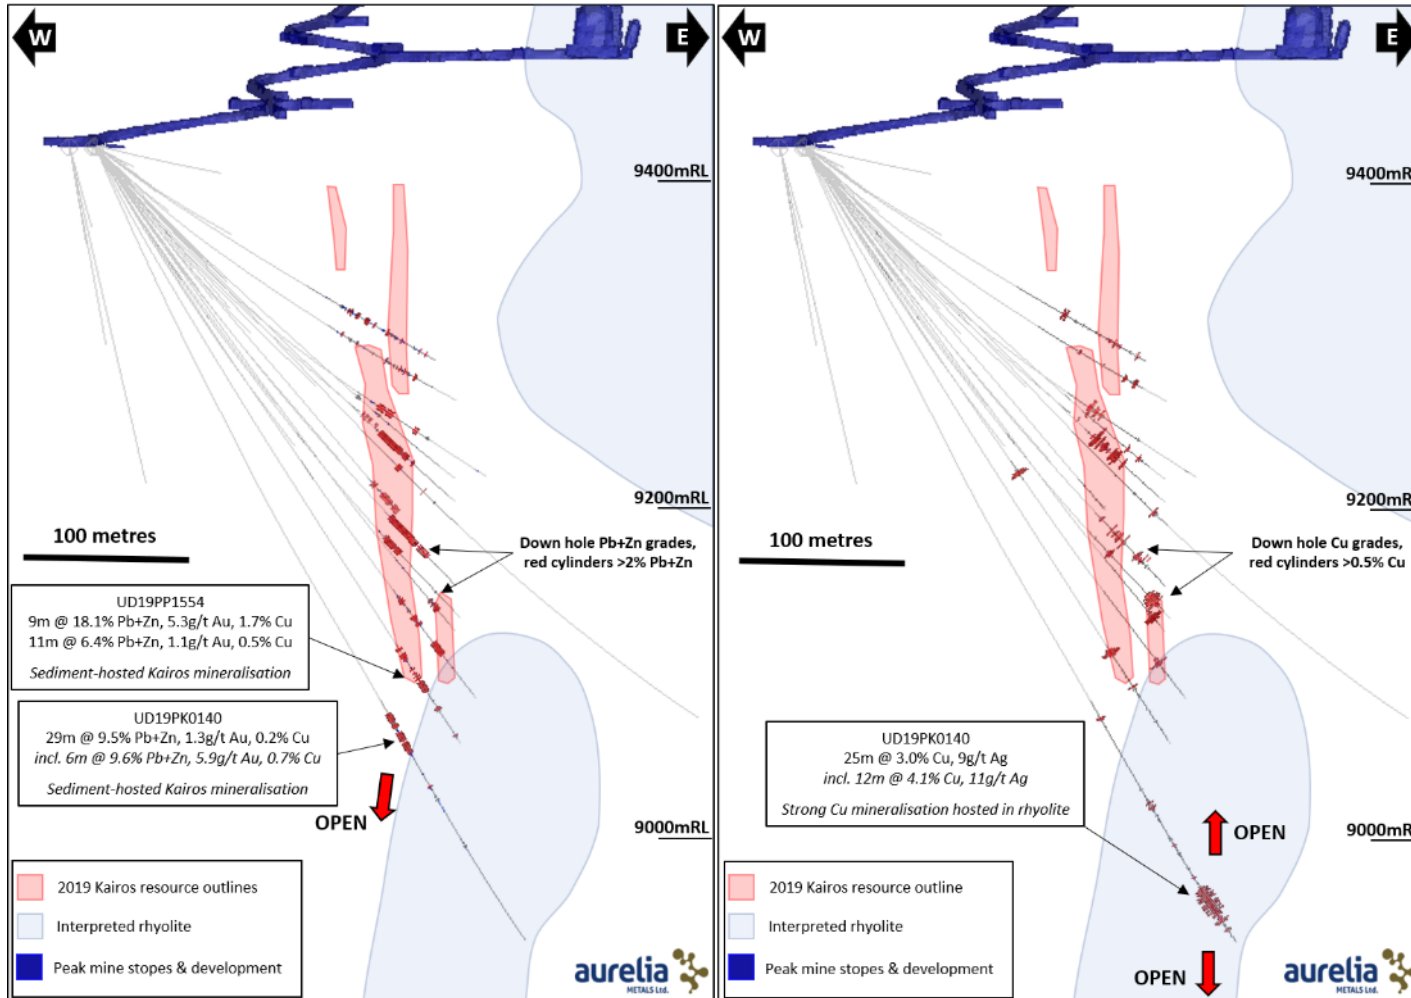 W
E
9400mRL
9200mRL
100 metres
Down hole Pb+Zn grades,
red cylinders >2% Pb+Zn
UD19PP1554
9m @ 18.1% Pb+Zn, 5.3g/t Au, 1.7% Cu
11m @ 6.4% Pb+Zn, 1.1g/t Au, 0.5% Cu
Sediment-hosted Kairos mineralisation
UD19PK0140
29m @ 9.5% Pb+Zn, 1.3g/t Au, 0.2% Cu
incl. 6m @ 9.6% Pb+Zn, 5.9g/t Au, 0.7% Cu
Sediment-hosted Kairos mineralisation
OPEN
9000mRL
2019 Kairos resource outlines
Interpreted rhyolite
Peak mine stopes & development
aurelia
METALS Ltd.
W
E
9400mRL
9200mRL
100 metres
Down hole Cu grades,
red cylinders >0.5% Cu
UD19PK0140
25m @ 3.0% Cu, 9g/t Ag
incl. 12m @ 4.1% Cu, 11g/t Ag
Strong Cu mineralisation hosted in rhyolite
OPEN
9000mR
2019 Kairos resource outline
Interpreted rhyolite
Peak mine stopes & development
OPEN
aurelia
METALS Ltd.